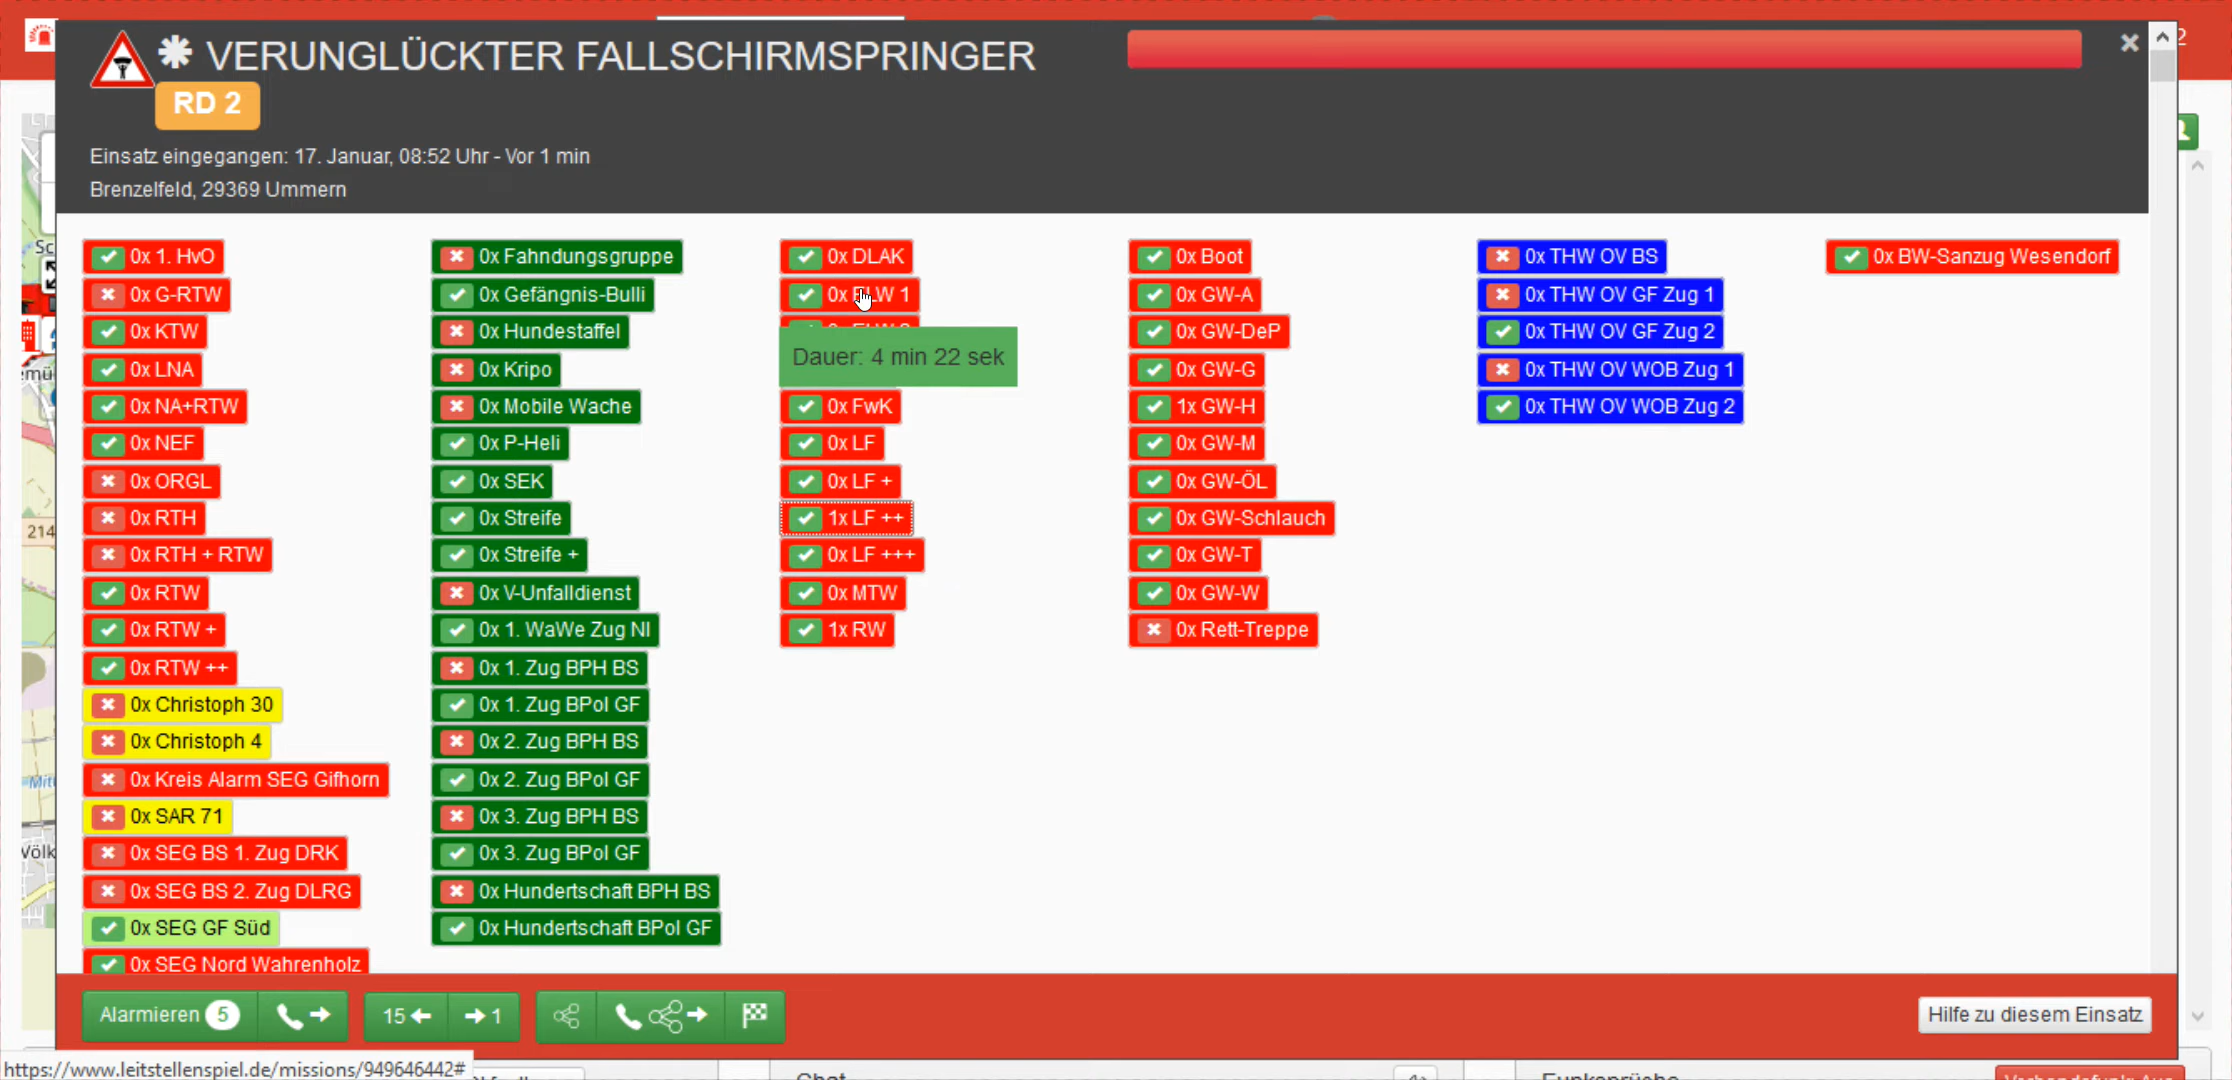 VERUNGLÜCKTER FALLSCHIRMSPRINGER
RD 2
Einsatz eingegangen: 17. Januar, 08:52 Uhr - Vor 1 min
Brenzelfeld, 29369 Ummern
0x 1. HvO
0x G-RTW
0x KTW
0x LNA
0x NA+RTW
0x NEF
0x ORGL
0x RTH
0x RTH + RTW
0x RTW
0x RTW +
0x RTW ++
0x Christoph 30
0x Christoph 4
0x Kreis Alarm SEG Gifhorn
0x SAR 71
0x SEG BS 1. Zug DRK
0x SEG BS 2. Zug DLRG
0x SEG GF Süd
0x SEG Nord Wahrenholz
0x Fahndungsgruppe
0x Gefängnis-Bulli
0x Hundestaffel
0x Kripo
0x Mobile Wache
0x P-Heli
0x SEK
0x Streife
0x Streife +
0x V-Unfalldienst
0x 1. WaWe Zug NI
0x 1. Zug BPH BS
0x 1. Zug BPol GF
0x 2. Zug BPH BS
0x 2. Zug BPol GF
0x 3. Zug BPH BS
0x 3. Zug BPol GF
0x Hundertschaft BPH BS
0x Hundertschaft BPol GF
0x DLAK
0x ELW 1
Dauer: 4 min 22 sek
0x FwK
0x LF
0x LF +
1x LF ++
0x LF +++
0x MTW
1x RW
0x Boot
0x GW-A
0x GW-DeP
0x GW-G
1x GW-H
0x GW-M
0x GW-ÖL
0x GW-Schlauch
0x GW-T
0x GW-W
0x Rett-Treppe
0x THW OV BS
0x THW OV GF Zug 1
0x THW OV GF Zug 2
0x THW OV WOB Zug 1
0x THW OV WOB Zug 2
0x BW-Sanzug Wesendorf
Alarmieren 5
15
1
Hilfe zu diesem Einsatz
https://www.leitstellenspiel.de/missions/949646442#
Chat
Funksprüche
214